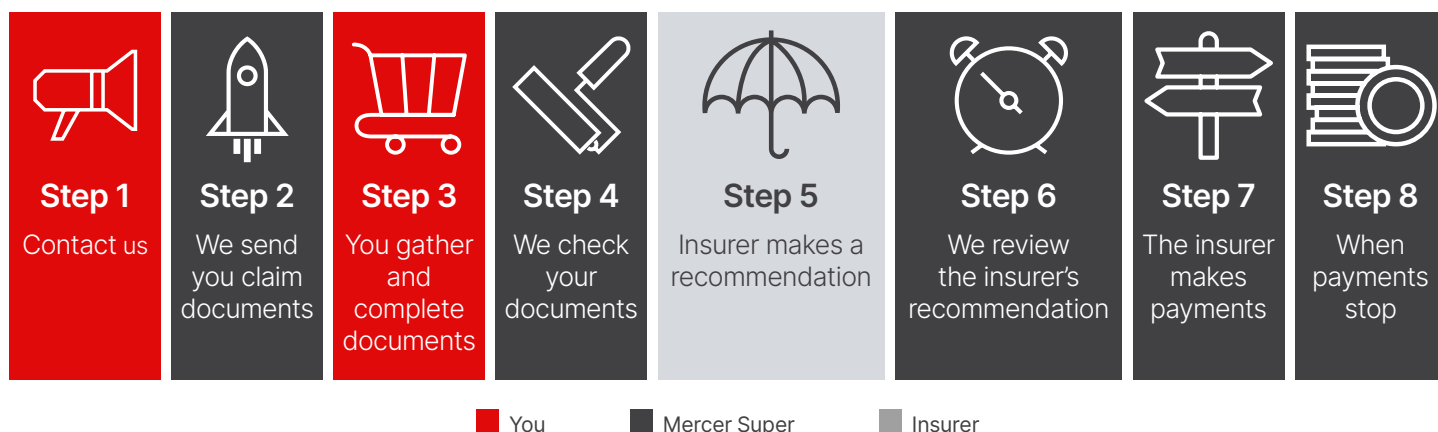 Step 1
Contact us
Step 2
We send
you claim
documents
Step 3
You gather
and
complete
documents
Step 4
We check
your
documents
Step 5
Insurer makes a
recommendation
Step 6
We review
the insurer's
recommendation
Step 7
The insurer
makes
payments
Step 8
When
payments
stop
You
Mercer Super
Insurer